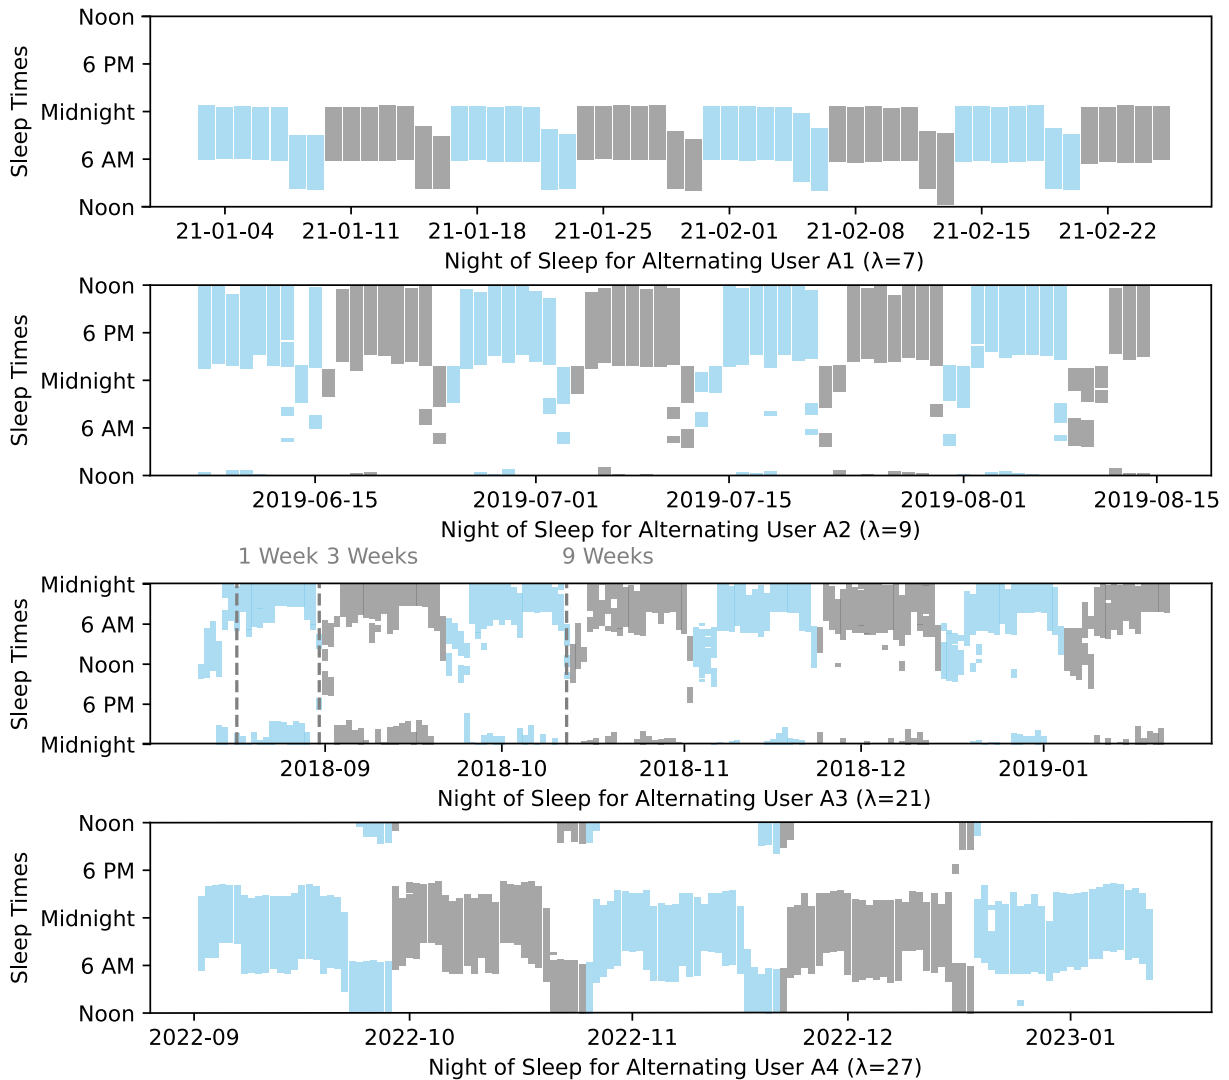 Noon
6 PM
Midnight
6 AM
Noon
Sleep Times
21-01-04 21-01-11 21-01-18 21-01-25 21-02-01 21-02-08 21-02-15 21-02-22
Night of Sleep for Alternating User A1 (λ=7)
Noon
6 PM
Midnight
6 AM
Noon
Sleep Times
2019-06-15 2019-07-01 2019-07-15 2019-08-01 2019-08-15
Night of Sleep for Alternating User A2 (λ=9)
1 Week 3 Weeks 9 Weeks
Midnight
6 AM
Noon
6 PM
Midnight
Sleep Times
2018-09 2018-10 2018-11 2018-12 2019-01
Night of Sleep for Alternating User A3 (λ=21)
Noon
6 PM
Midnight
6 AM
Noon
Sleep Times
2022-09 2022-10 2022-11 2022-12 2023-01
Night of Sleep for Alternating User A4 (λ=27)